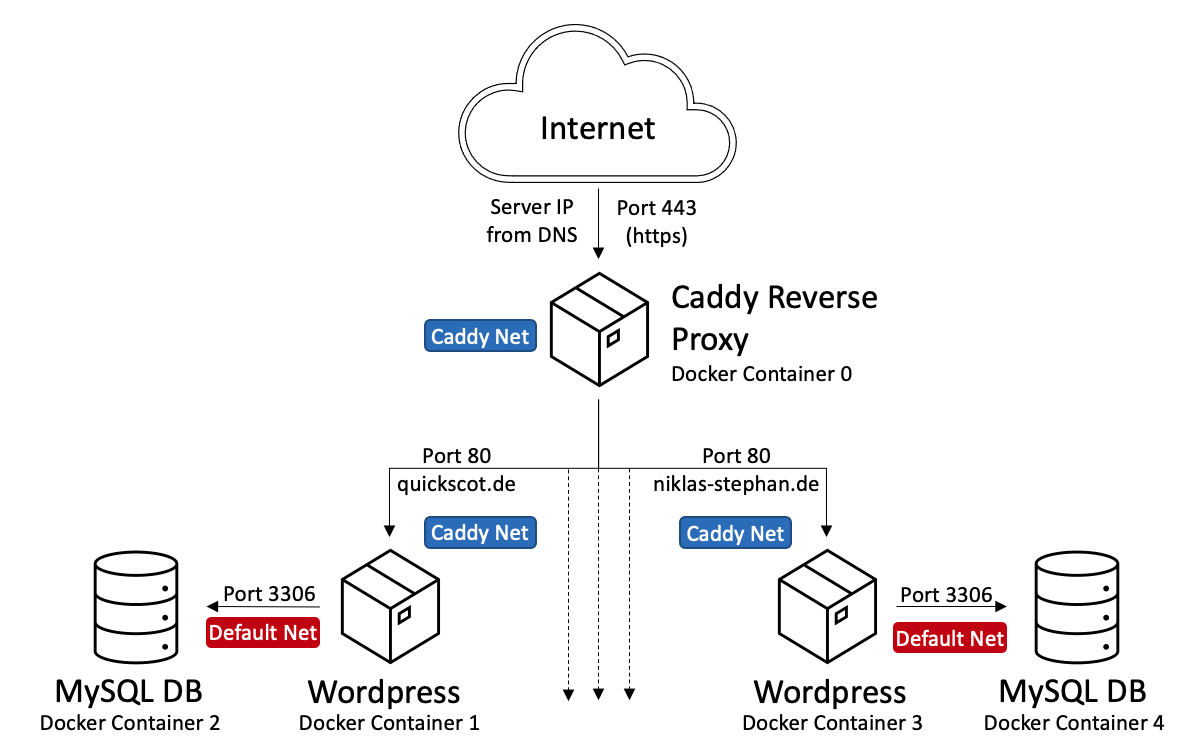 Internet
Server IP
from DNS
Port 443
(https)
Caddy Reverse
Proxy
Docker Container 0
Caddy Net
Port 80
quickscot.de
Port 80
niklas-stephan.de
Caddy Net
Caddy Net
Port 3306
Default Net
Port 3306
Default Net
MySQL DB
Docker Container 2
Wordpress
Docker Container 1
Wordpress
Docker Container 3
MySQL DB
Docker Container 4